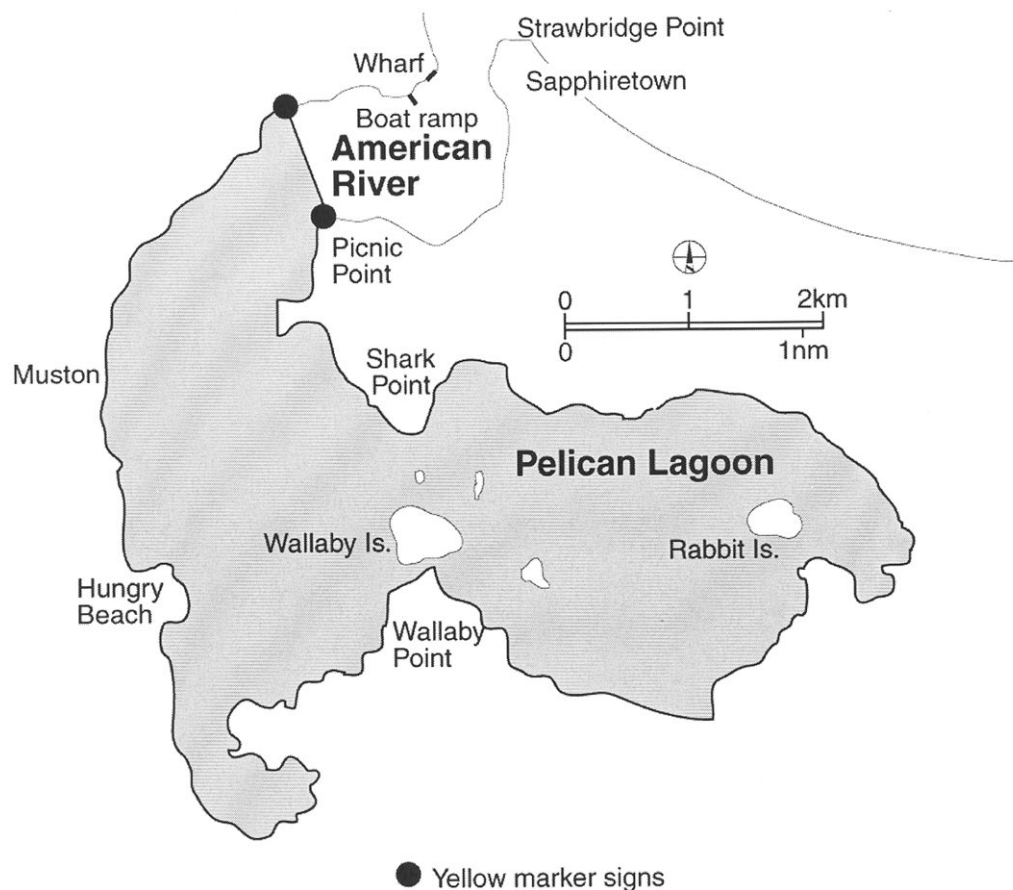 Strawbridge Point
Wharf
Sapphiretown
Boat ramp
American
River
Picnic
Point
S
0
1
2km
0
1nm
Shark
Point
Muston
Pelican Lagoon
Wallaby Is.
Rabbit Is.
Hungry
Beach
Wallaby
Point
Yellow marker signs